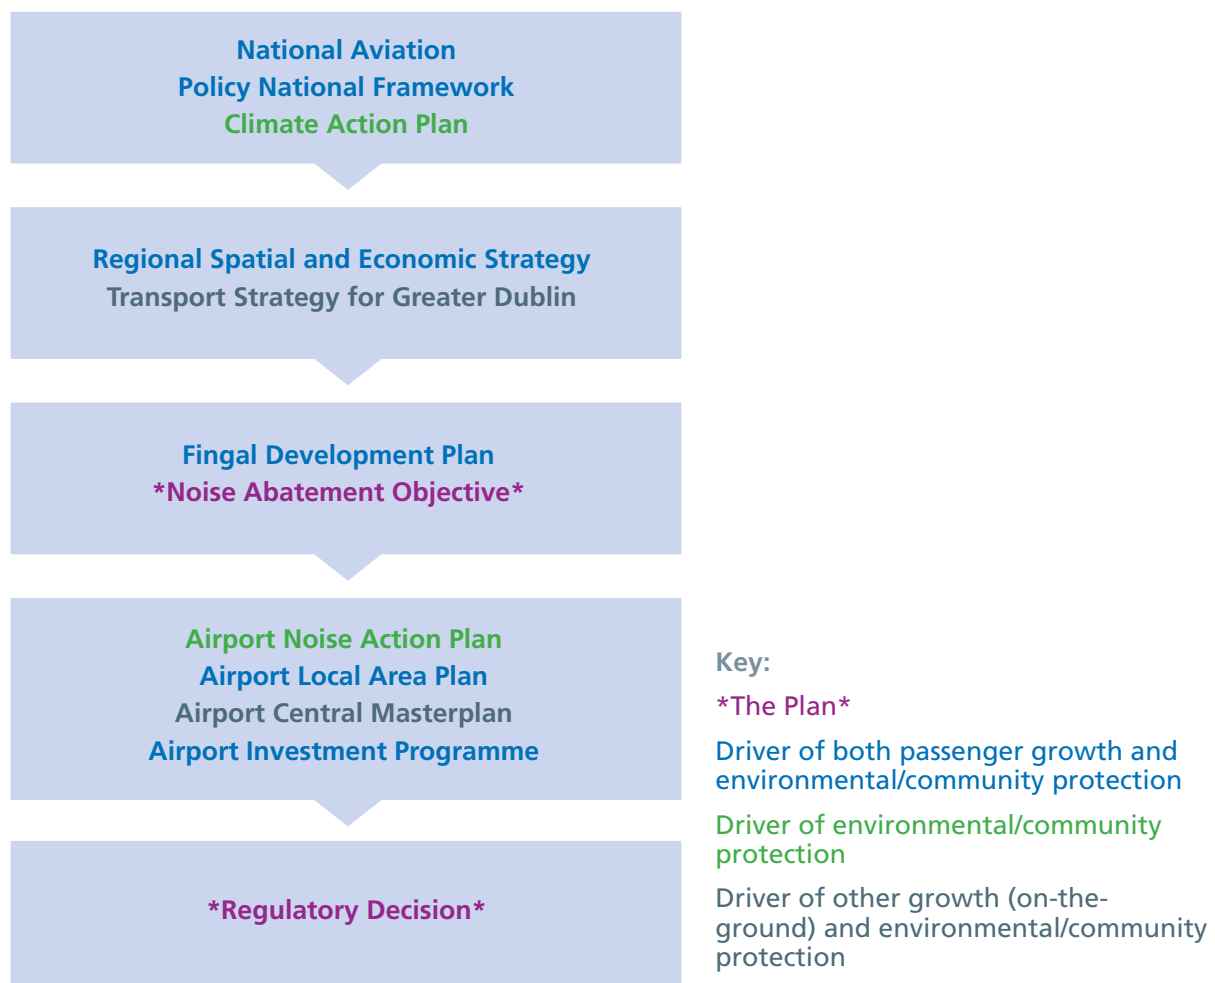 National Aviation
Policy National Framework
Climate Action Plan
Regional Spatial and Economic Strategy
Transport Strategy for Greater Dublin
Fingal Development Plan
*Noise Abatement Objective*
Airport Noise Action Plan
Airport Local Area Plan
Airport Central Masterplan
Airport Investment Programme
*Regulatory Decision*
Key:
*The Plan*
Driver of both passenger growth and
environmental/community protection
Driver of environmental/community
protection
Driver of other growth (on-the-
ground) and environmental/community
protection